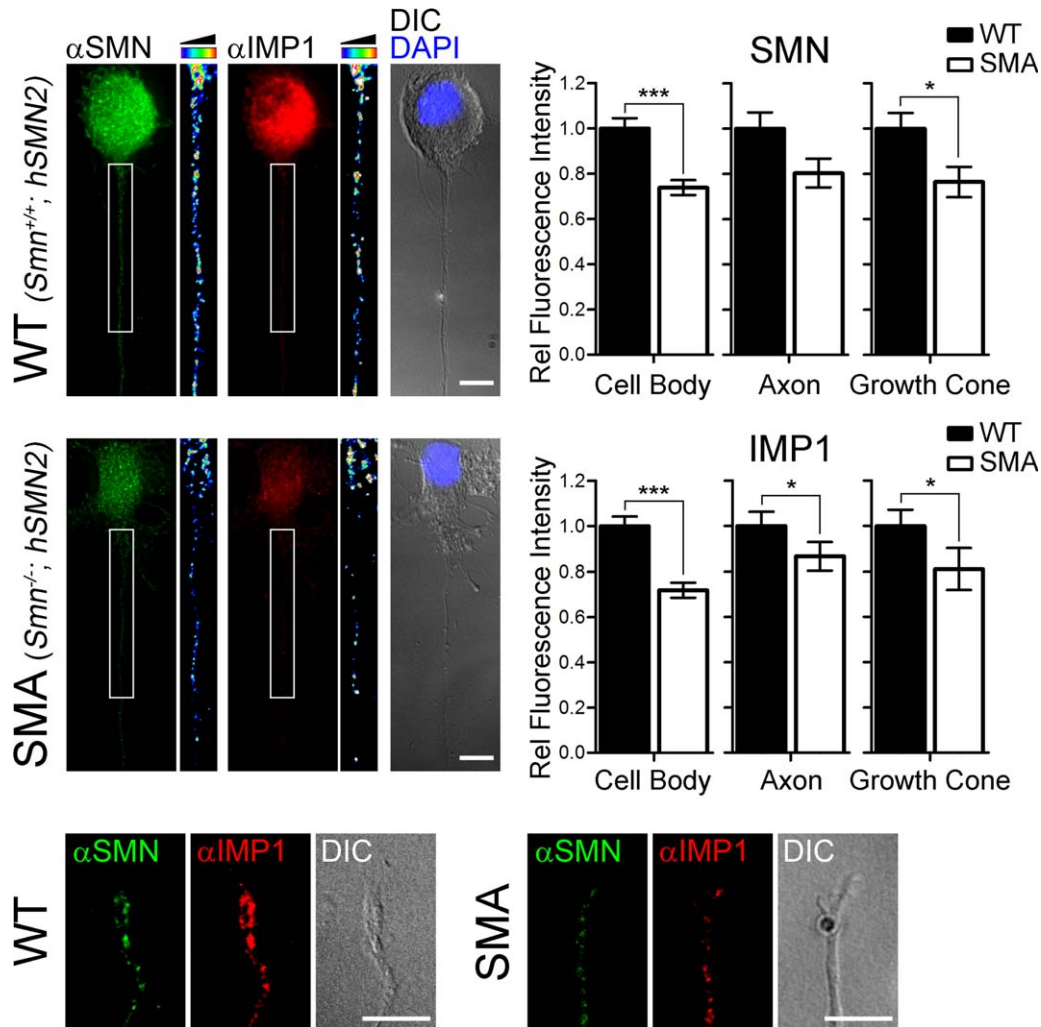 αSMN
αIMP1
DIC
DAPI
WT (Smn+/+; hSMN2)
SMA (Smn-/-; hSMN2)
SMN
WT
SMA
Rel Fluorescence Intensity
1.2
1.0
0.8
0.6
0.4
0.2
0.0
***
*
Cell Body
Axon
Growth Cone
IMP1
WT
SMA
Rel Fluorescence Intensity
1.2
1.0
0.8
0.6
0.4
0.2
0.0
***
*
*
Cell Body
Axon
Growth Cone
WT
αSMN
αIMP1
DIC
SMA
αSMN
αIMP1
DIC